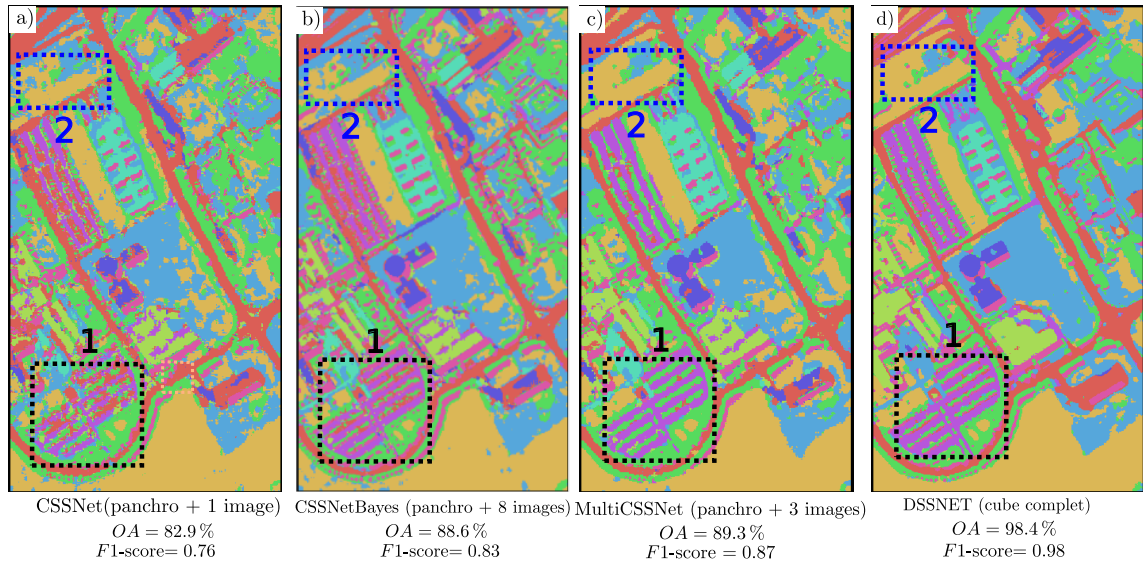 a)
b)
c)
d)
2
2
2
2
1
1
1
1
CSSNet(panchro + 1 image)
OA = 82.9 %
F1-score= 0.76
CSSNetBayes (panchro + 8 images)
OA = 88.6 %
F1-score= 0.83
MultiCSSNet (panchro + 3 images)
OA = 89.3 %
F1-score = 0.87
DSSNET (cube complet)
OA = 98.4 %
F1-score = 0.98